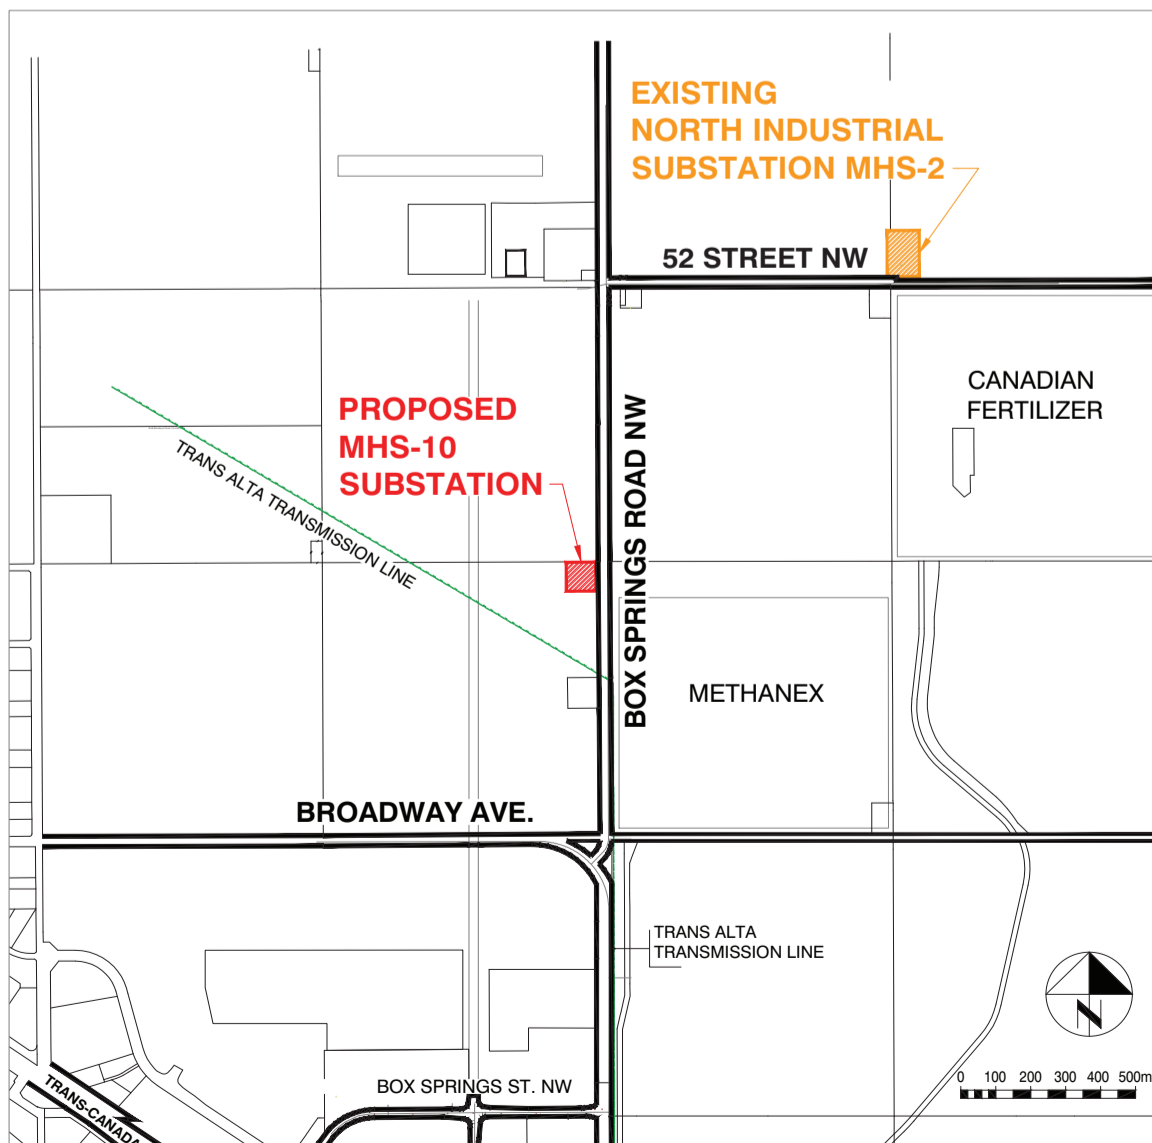 EXISTING
NORTH INDUSTRIAL
SUBSTATION MHS-2
52 STREET NW
CANADIAN
FERTILIZER
PROPOSED
MHS-10
SUBSTATION
TRANS ALTA TRANSMISSION LINE
BOX SPRINGS ROAD NW
METHANEX
BROADWAY AVE.
TRANS ALTA
TRANSMISSION LINE
N
0 100 200 300 400 500m
BOX SPRINGS ST. NW
TRANS-CANADA